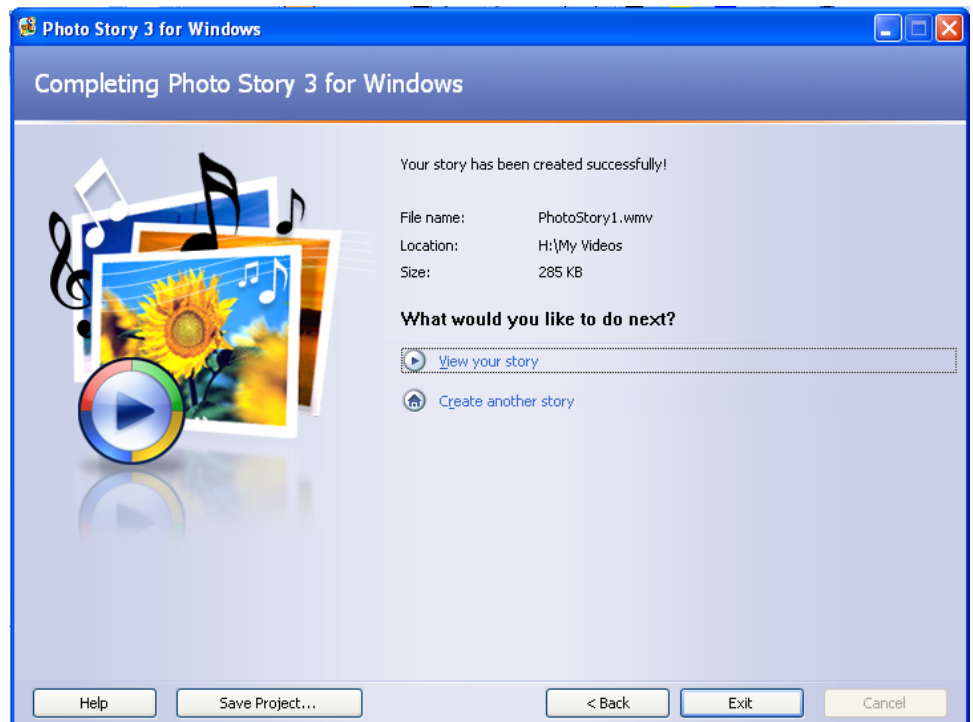 Photo Story 3 for Windows
Completing Photo Story 3 for Windows
Your story has been created successfully!
File name: PhotoStory1.wmv
Location: H:\My Videos
Size: 285 KB
What would you like to do next?
View your story
Create another story
Help Save Project... < Back Exit Cancel